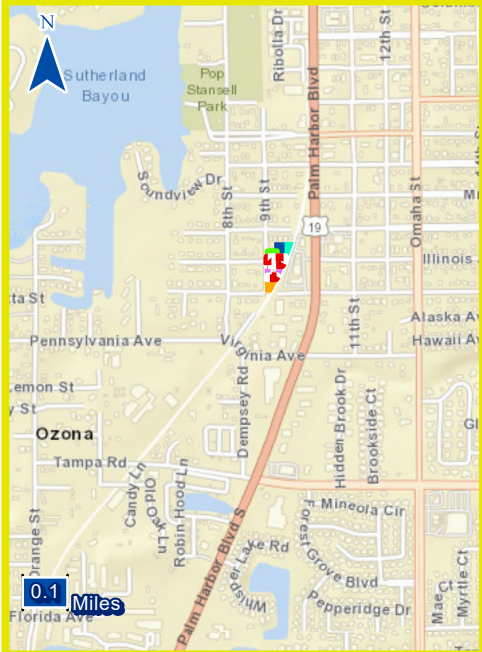 N
Sutherland
Bayou
Pop
Stansell
Park
Ribolla Dr
Palm Harbor Blvd
12th St
Soundview Dr
8th St
9th St
19
Omaha St
Illinois
ta St
Pennsylvania Ave
Virginia Ave
11th St
Alaska Av
Hawaii Av
emon St
y St
Ozona
Dempsey Rd
Hidden Brook Dr
Brookside Ct
Tampa Rd
Candy Ln
Old Oak Ln
Robin Hood Ln
Mineola Cir
Forest Grove Blvd
Orange St
Whisper Lake Rd
Pepperidge Dr
Mae Ct
Myrtle Ct
Palm Harbor Blvd S
0.1
Miles
Florida Ave